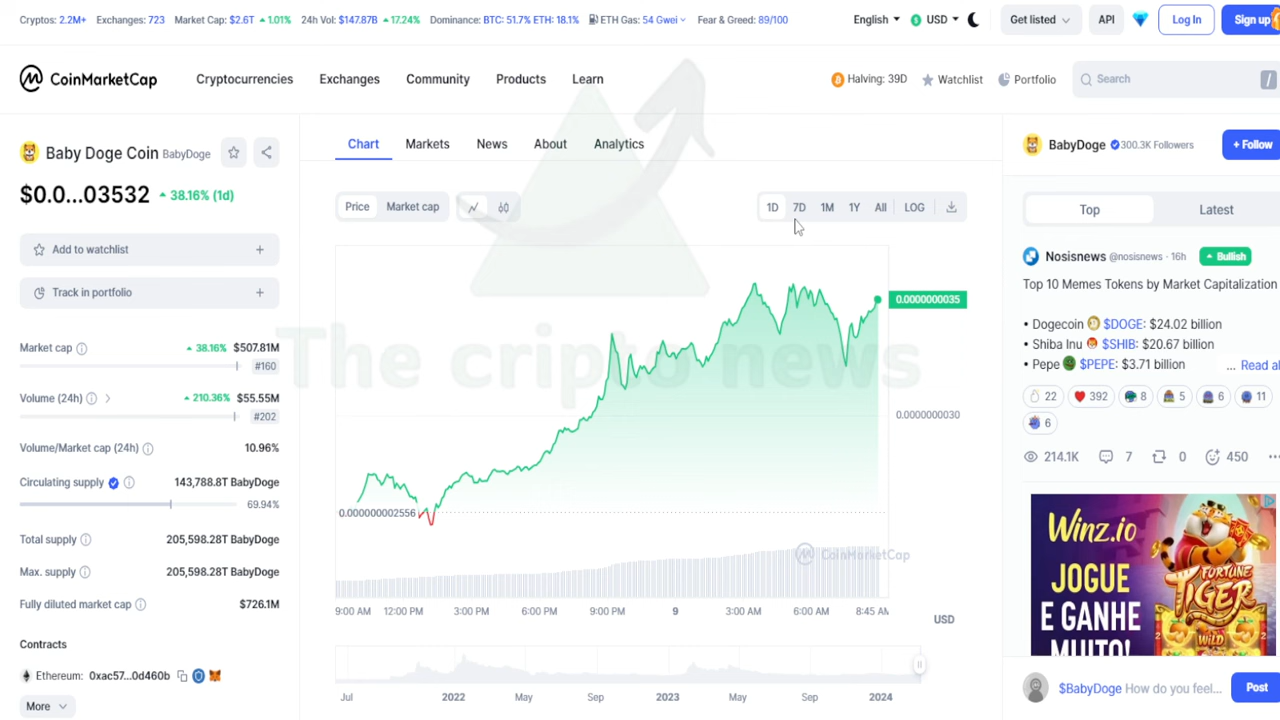 Cryptos: 2.2M+ Exchanges: 723 Market Cap: $2.6T 1.01% 24h Vol: $147.87B 17.24% Dominance: BTC: 51.7% ETH: 18.1% ETH Gas: 54 Gwei Fear & Greed: 89/100
English USD Get listed API Log In Sign up
CoinMarketCap Cryptocurrencies Exchanges Community Products Learn
Halving: 39D Watchlist Portfolio Search /
Baby Doge Coin BabyDoge
$0.0...03532 38.16% (1d)
Add to watchlist +
Track in portfolio +
Market cap 38.16% $507.81M
#160
Volume (24h) 210.36% $55.55M
#202
Volume/Market cap (24h) 10.96%
Circulating supply 143,788.8T BabyDoge
69.94%
Total supply 205,598.28T BabyDoge
Max. supply 205,598.28T BabyDoge
Fully diluted market cap $726.1M
Contracts
Ethereum: 0xac57...0d460b
More
Chart Markets News About Analytics
Price Market cap
1D 7D 1M 1Y All LOG
0.0000000035
The cripto news
0.0000000030
0.000000002556
CoinMarketCap
9:00 AM 12:00 PM 3:00 PM 6:00 PM 9:00 PM 9 3:00 AM 6:00 AM 8:45 AM
USD
Jul 2022 May Sep 2023 May Sep 2024
BabyDoge 300.3K Followers + Follow
Top Latest
Nosisnews @nosisnews · 16h Bullish
Top 10 Memes Tokens by Market Capitalization
• Dogecoin $DOGE: $24.02 billion
• Shiba Inu $SHIB: $20.67 billion
• Pepe $PEPE: $3.71 billion ... Read
22 392 8 5 6 11
6
214.1K 7 0 450
Winz.io
JOGUE
E GANHE
MUITO!
FORTUNE
TIGER
WILD
$BabyDoge How do you feel... Post